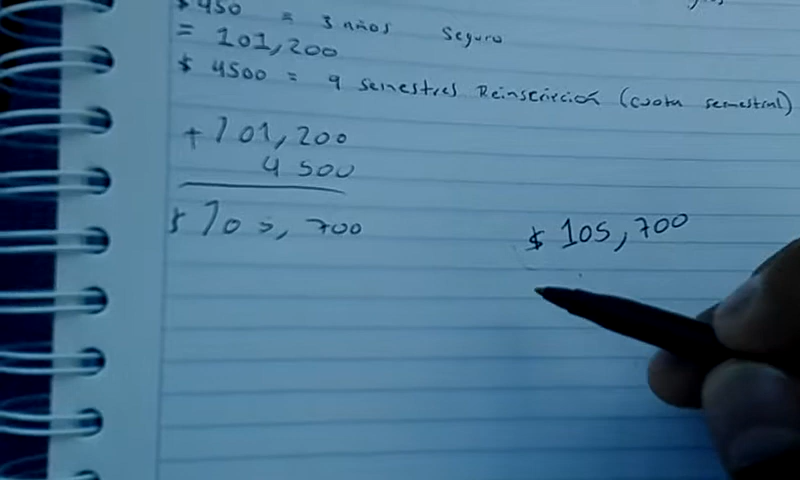 $ 450 = 3 años Seguro
= 101,200
$ 4500 = 9 semestres Reinscripción (cuota semestral)
+ 101,200
4 500
$ 105,700
$ 105,700